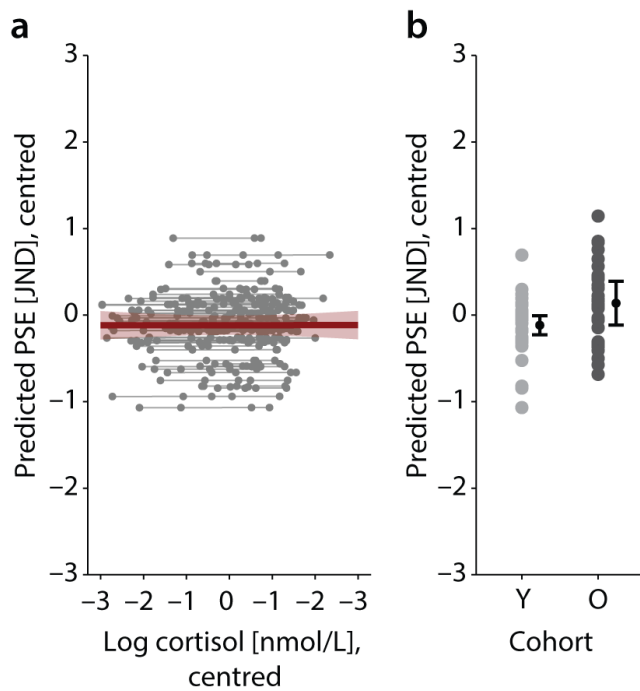 a
b
3
2
1
0
−1
−2
−3
Predicted PSE [JND], centred
−3 −2 −1 0 −1 −2 −3
Log cortisol [nmol/L],
centred
3
2
1
0
−1
−2
−3
Predicted PSE [JND], centred
Y O
Cohort